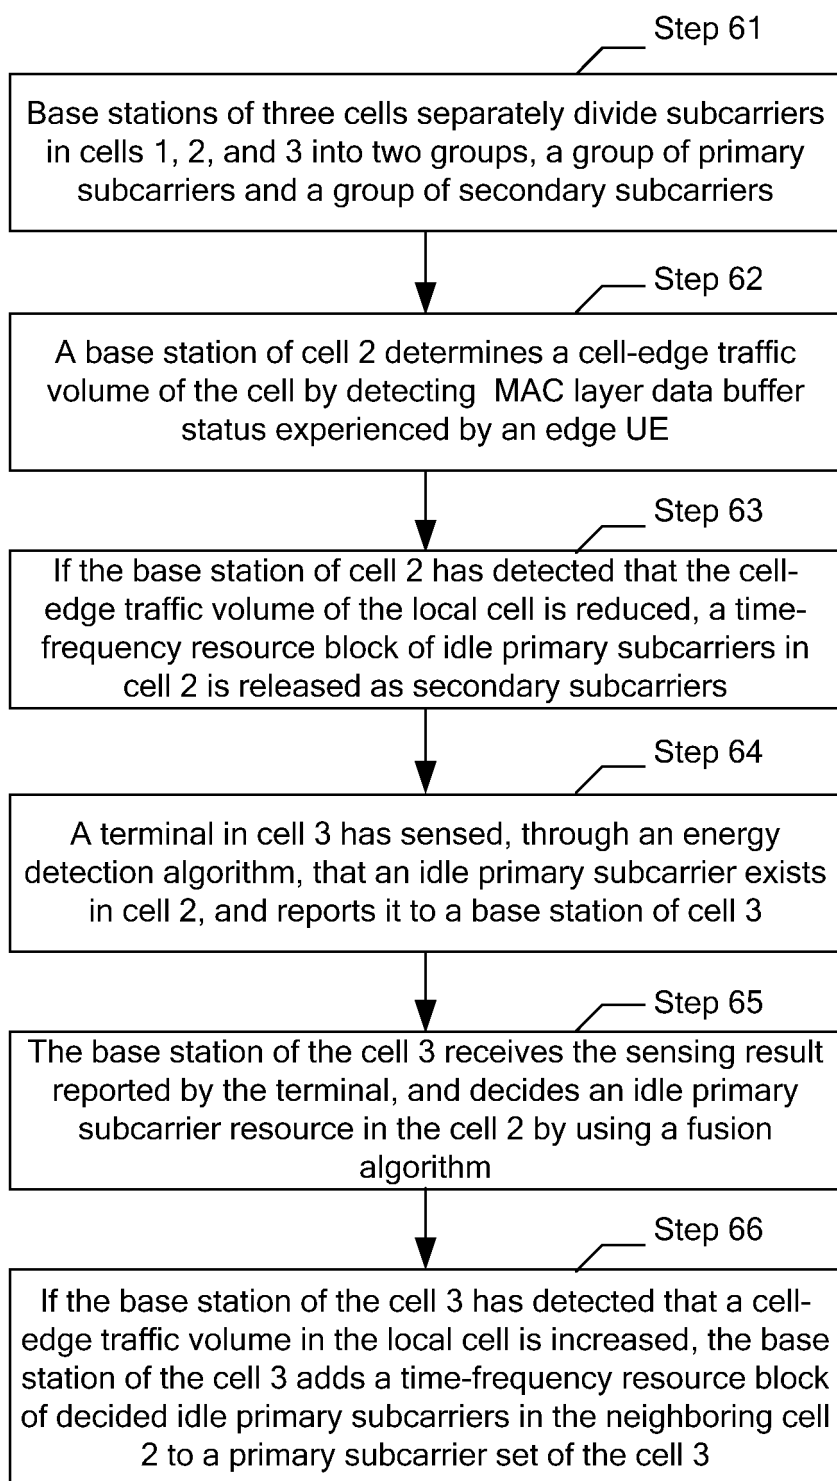 Step 61
Base stations of three cells separately divide subcarriers
in cells 1, 2, and 3 into two groups, a group of primary
subcarriers and a group of secondary subcarriers
Step 62
A base station of cell 2 determines a cell-edge traffic
volume of the cell by detecting MAC layer data buffer
status experienced by an edge UE
Step 63
If the base station of cell 2 has detected that the cell-
edge traffic volume of the local cell is reduced, a time-
frequency resource block of idle primary subcarriers in
cell 2 is released as secondary subcarriers
Step 64
A terminal in cell 3 has sensed, through an energy
detection algorithm, that an idle primary subcarrier exists
in cell 2, and reports it to a base station of cell 3
Step 65
The base station of the cell 3 receives the sensing result
reported by the terminal, and decides an idle primary
subcarrier resource in the cell 2 by using a fusion
algorithm
Step 66
If the base station of the cell 3 has detected that a cell-
edge traffic volume in the local cell is increased, the base
station of the cell 3 adds a time-frequency resource block
of decided idle primary subcarriers in the neighboring cell
2 to a primary subcarrier set of the cell 3